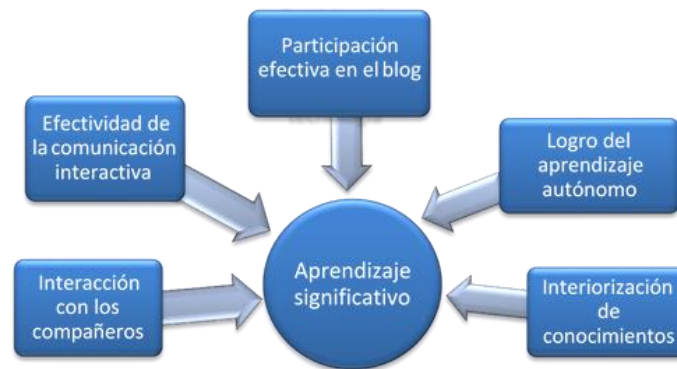 Participación
efectiva en el blog
Efectividad de
la comunicación
interactiva
Logro del
aprendizaje
autónomo
Interacción
con los
compañeros
Aprendizaje
significativo
Interiorización
de
conocimientos